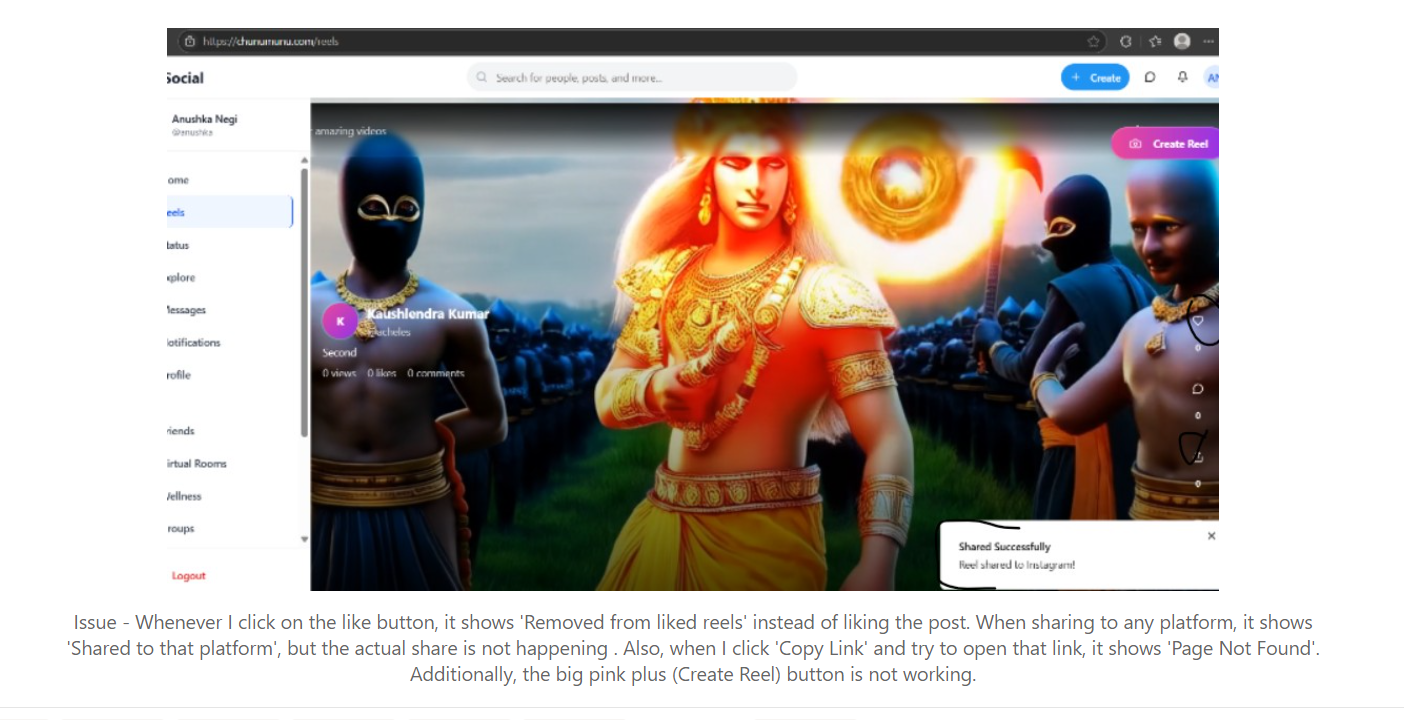 https://chunumunu.com/reels
Social
Search for people, posts, and more...
+ Create
AN
Anushka Negi
@anushka
amazing videos
Create Reel
ome
eels
tatus
xplore
Messages
otifications
rofile
riends
irtual Rooms
Wellness
roups
Logout
K
Kaushlendra Kumar
Second
0 views 0 likes 0 comments
0
0
0
Shared Successfully
Reel shared to Instagram!
Issue - Whenever I click on the like button, it shows 'Removed from liked reels' instead of liking the post. When sharing to any platform, it shows
'Shared to that platform', but the actual share is not happening . Also, when I click 'Copy Link' and try to open that link, it shows 'Page Not Found'.
Additionally, the big pink plus (Create Reel) button is not working.